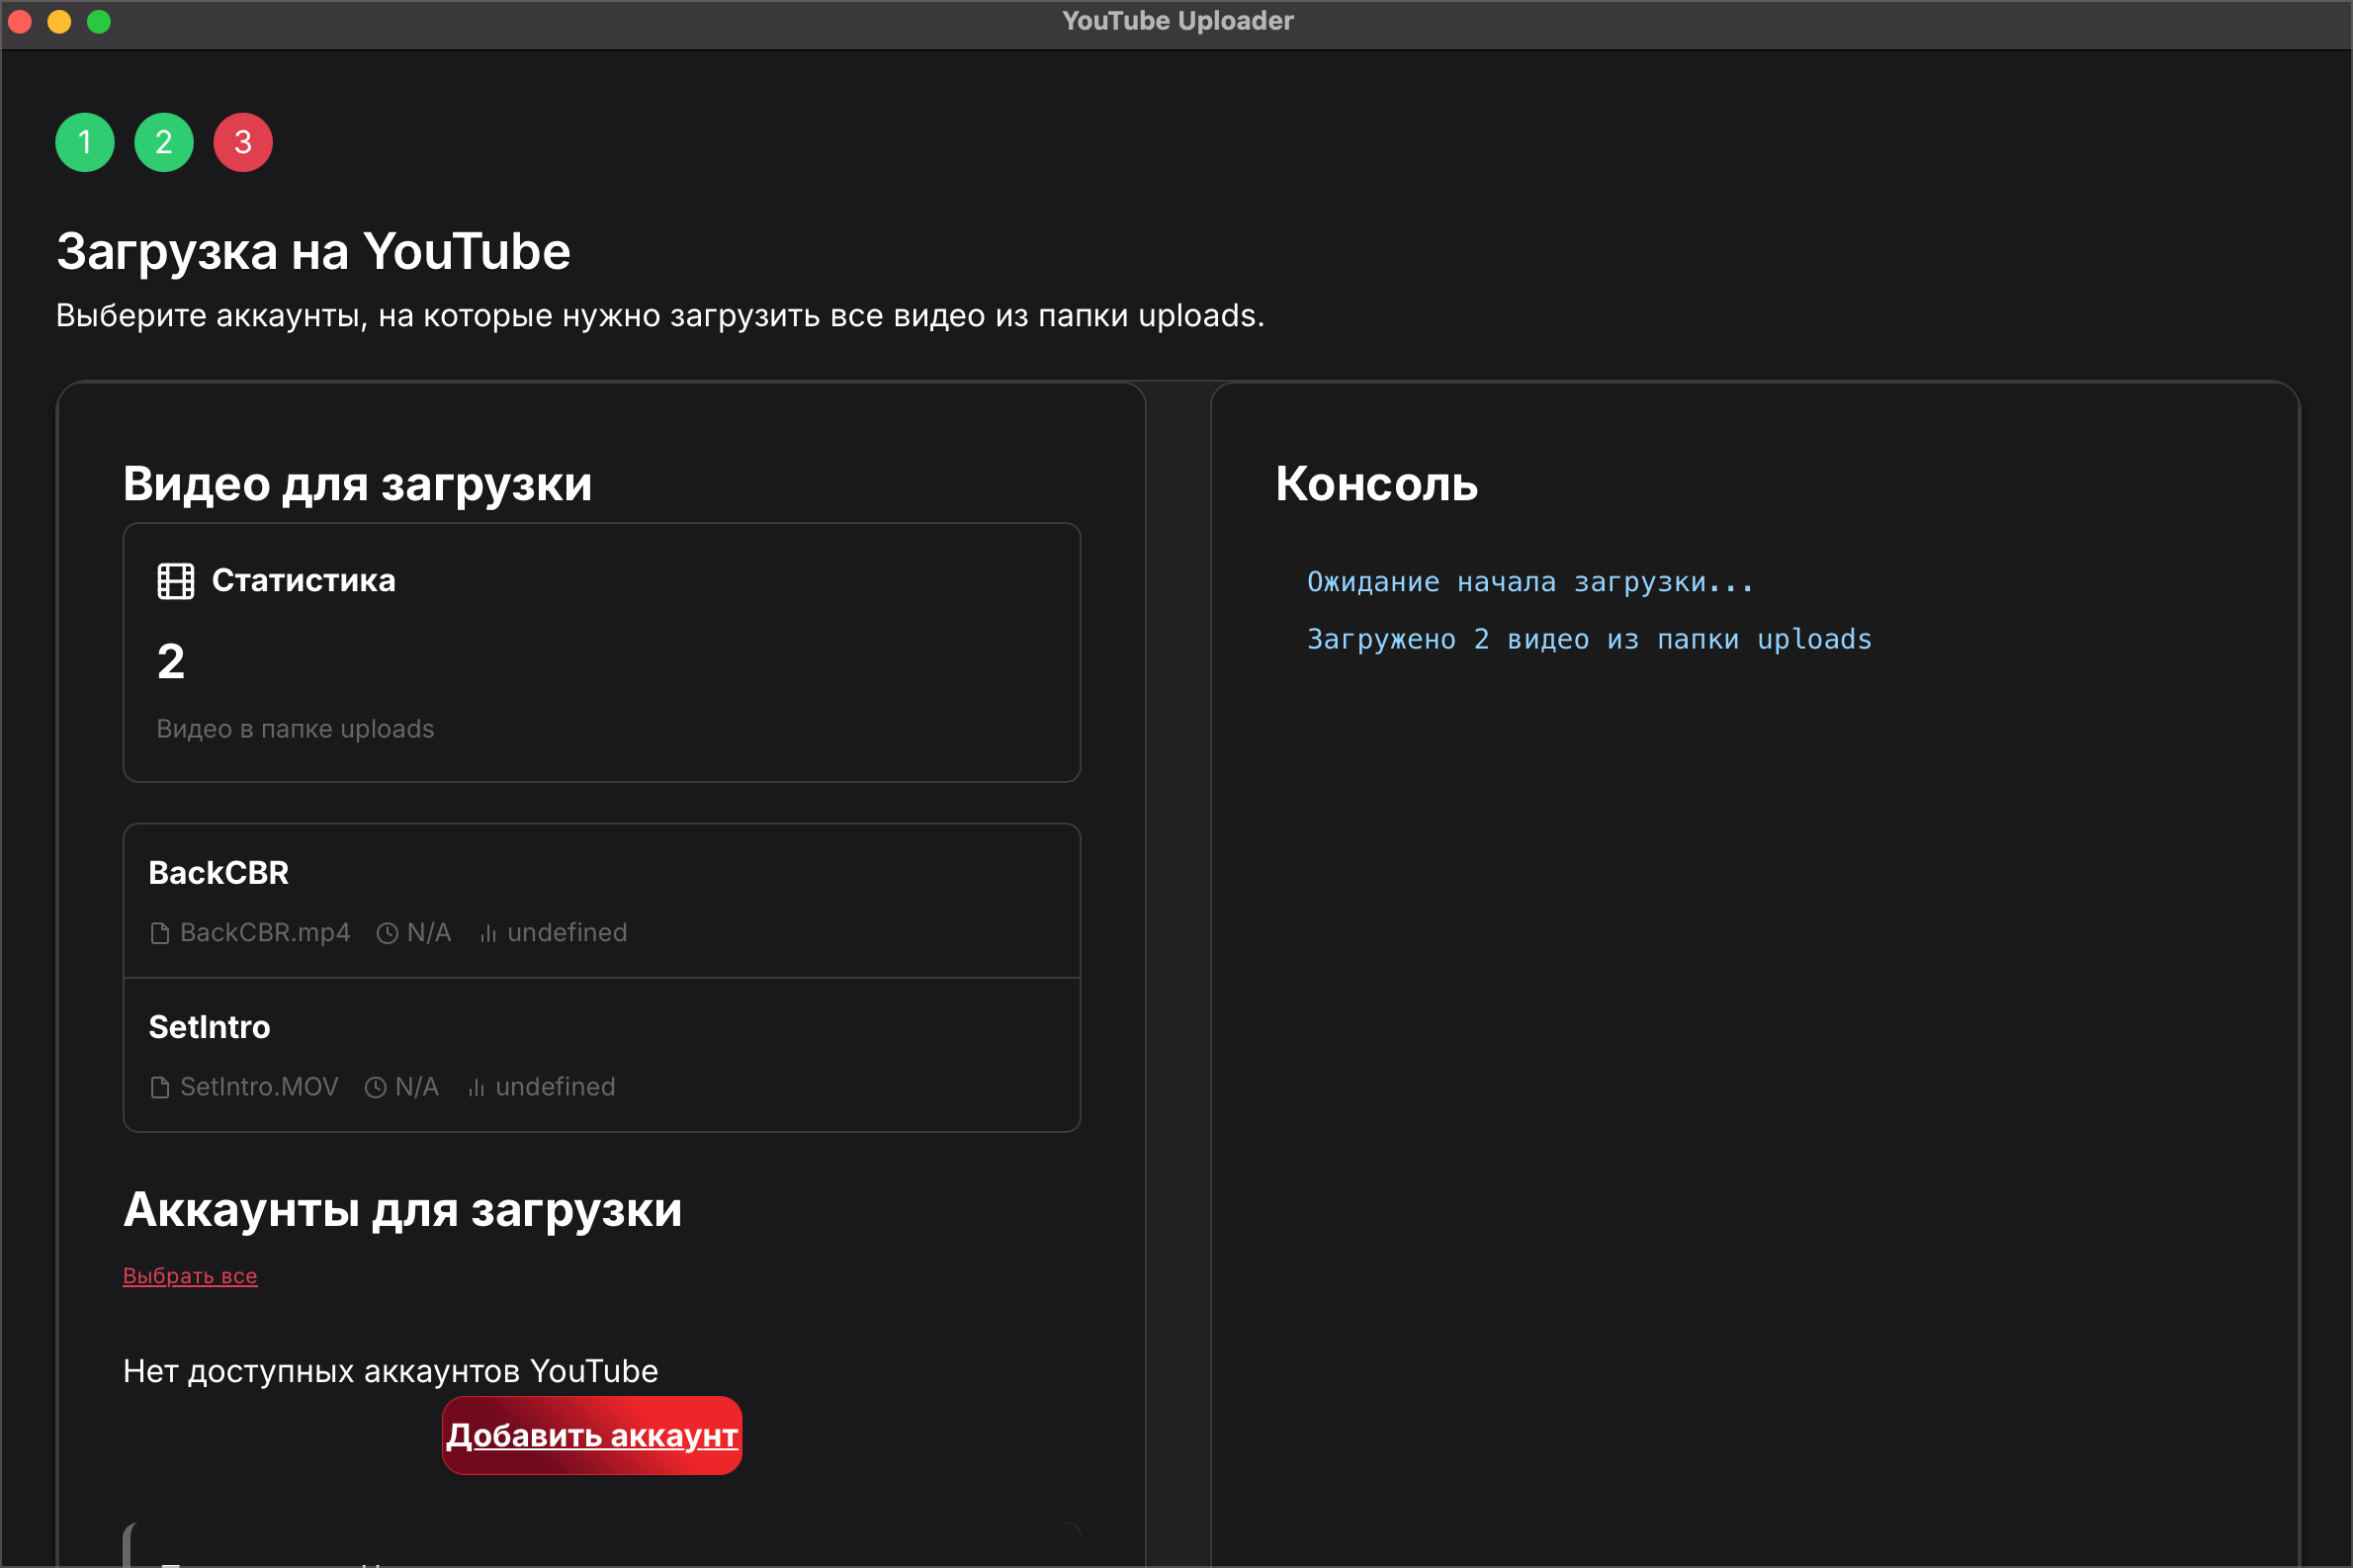 YouTube Uploader
1 2 3
Загрузка на YouTube
Выберите аккаунты, на которые нужно загрузить все видео из папки uploads.
Видео для загрузки
Статистика
2
Видео в папке uploads
BackCBR
BackCBR.mp4 N/A undefined
SetIntro
SetIntro.MOV N/A undefined
Аккаунты для загрузки
Выбрать все
Нет доступных аккаунтов YouTube
Добавить аккаунт
Консоль
Ожидание начала загрузки...
Загружено 2 видео из папки uploads